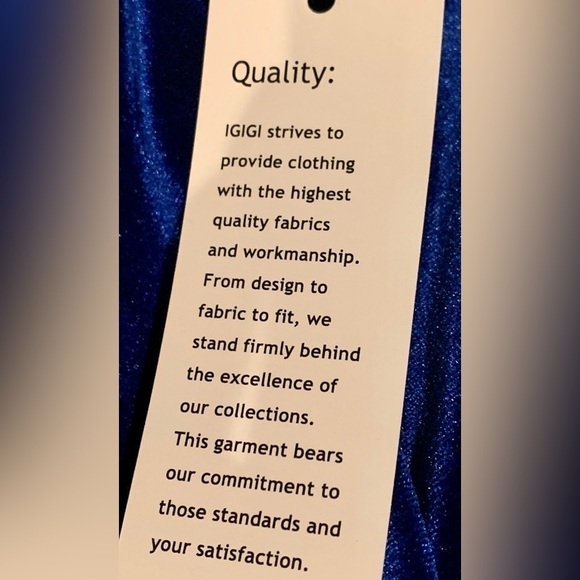 Quality:
IGIGI strives to
provide clothing
with the highest
quality fabrics
and workmanship.
From design to
fabric to fit, we
stand firmly behind
the excellence of
our collections.
This garment bears
our commitment to
those standards and
your satisfaction.